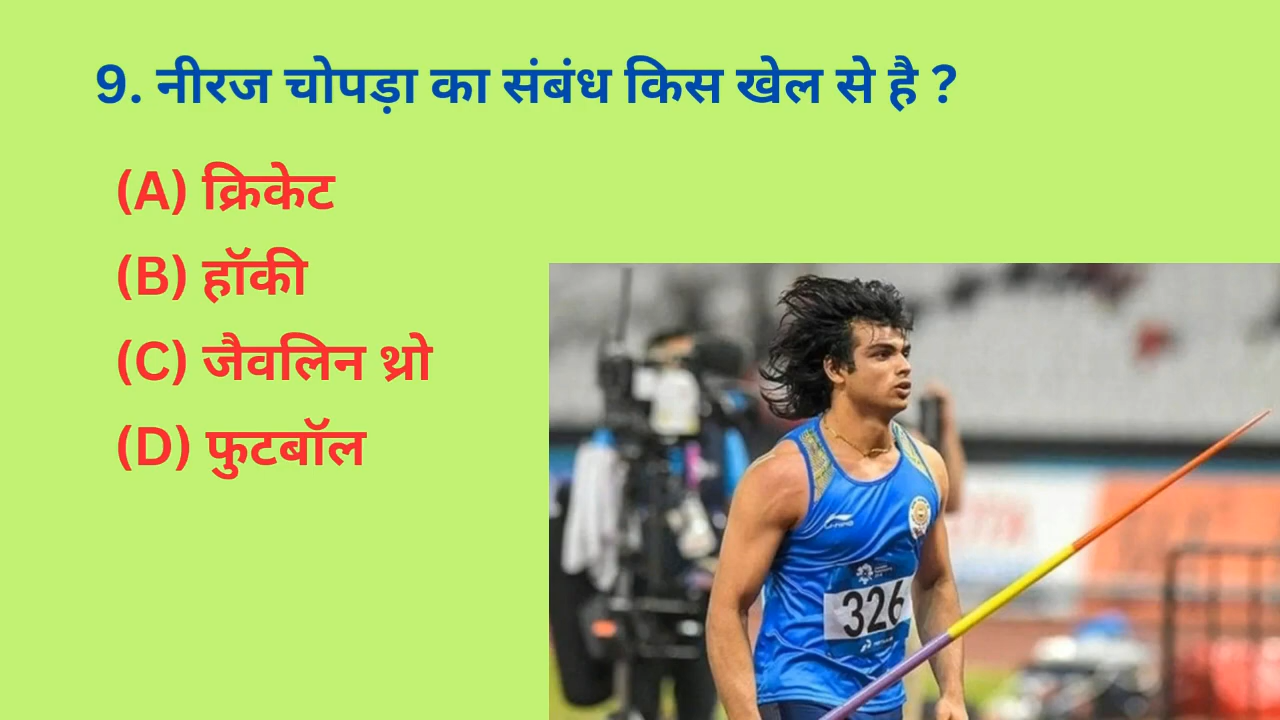 9. नीरज चोपड़ा का संबंध किस खेल से है ?
(A) क्रिकेट
(B) हॉकी
(C) जैवलिन थ्रो
(D) फुटबॉल
326